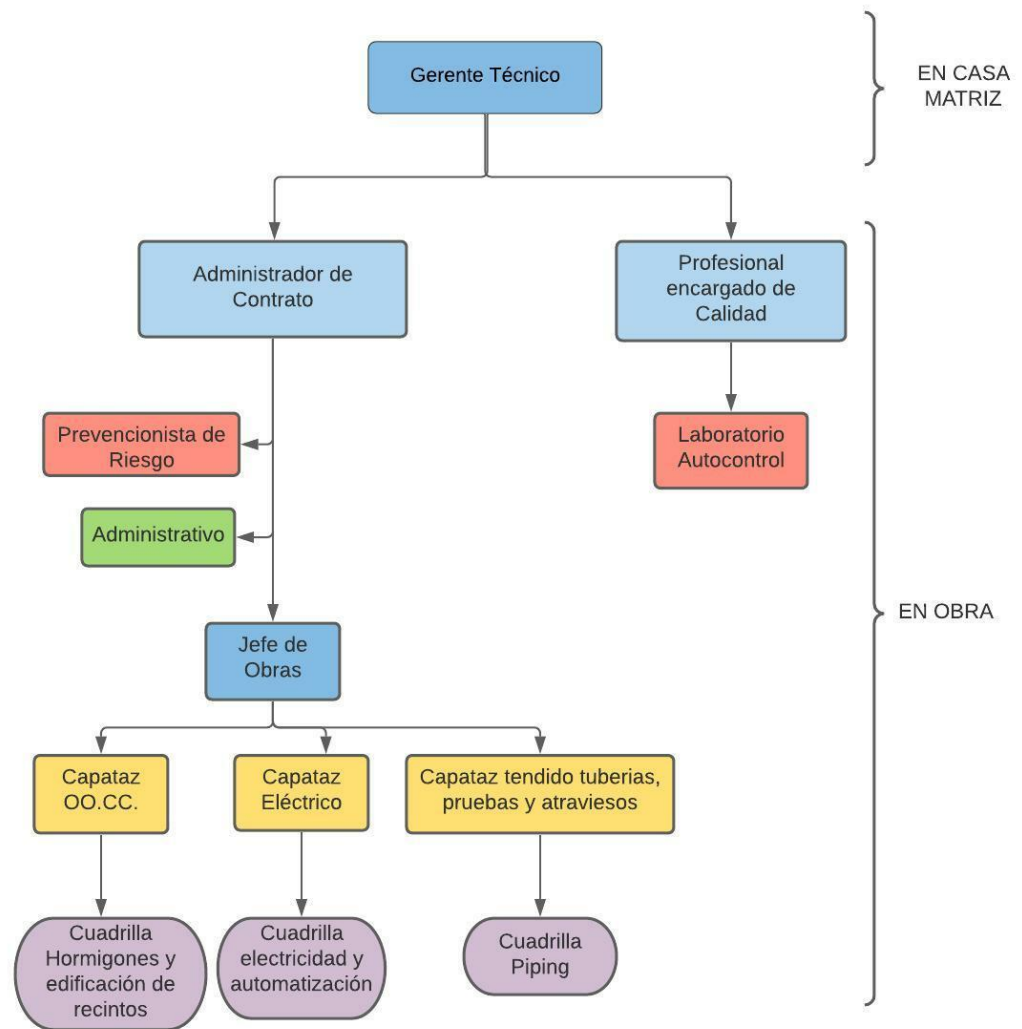 Gerente Técnico
EN CASA
MATRIZ
Administrador de
Contrato
Profesional
encargado de
Calidad
Prevencionista de
Riesgo
Laboratorio
Autocontrol
Administrativo
EN OBRA
Jefe de
Obras
Capataz
OO.CC.
Capataz
Eléctrico
Capataz tendido tuberias,
pruebas y atraviesos
Cuadrilla
Hormigones y
edificación de
recintos
Cuadrilla
electricidad y
automatización
Cuadrilla
Piping